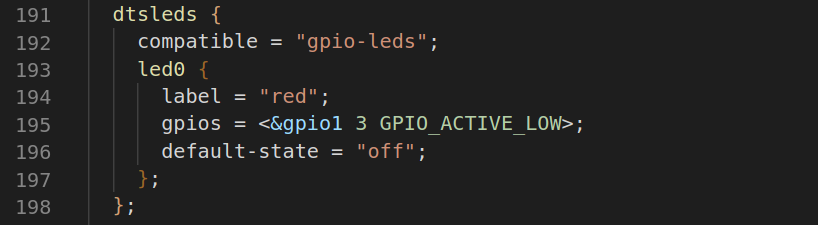 191 dtsleds {
192 compatible = "gpio-leds";
193 led0 {
194 label = "red";
195 gpios = <&gpio1 3 GPIO_ACTIVE_LOW>;
196 default-state = "off";
197 };
198 };